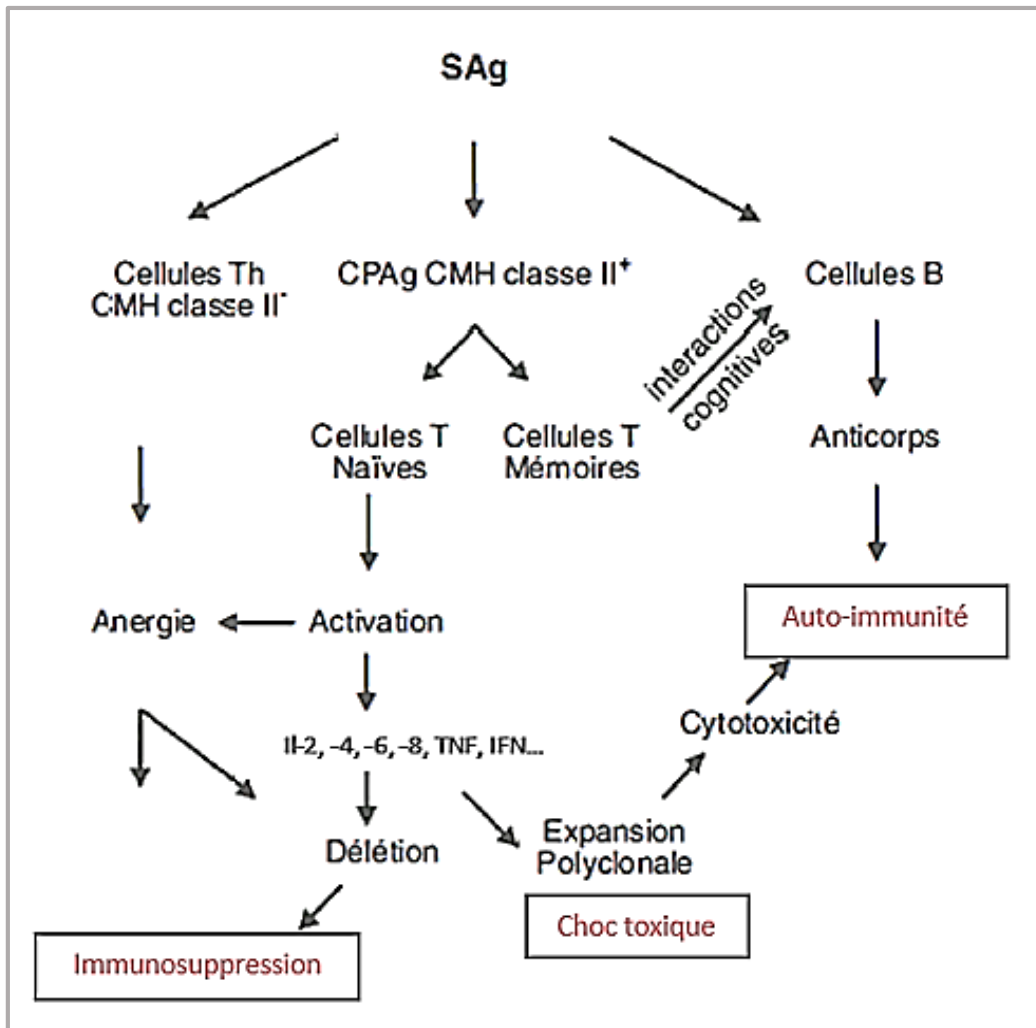 SAg
Cellules Th
CMH classe II-
CPAg CMH classe II+
Cellules B
interactions
cognitives
Cellules T
Naïves
Cellules T
Mémoires
Anticorps
Anergie
Activation
Auto-immunité
Cytotoxicité
Il-2, -4, -6, -8, TNF, IFN...
Délétion
Expansion
Polyclonale
Choc toxique
Immunosuppression